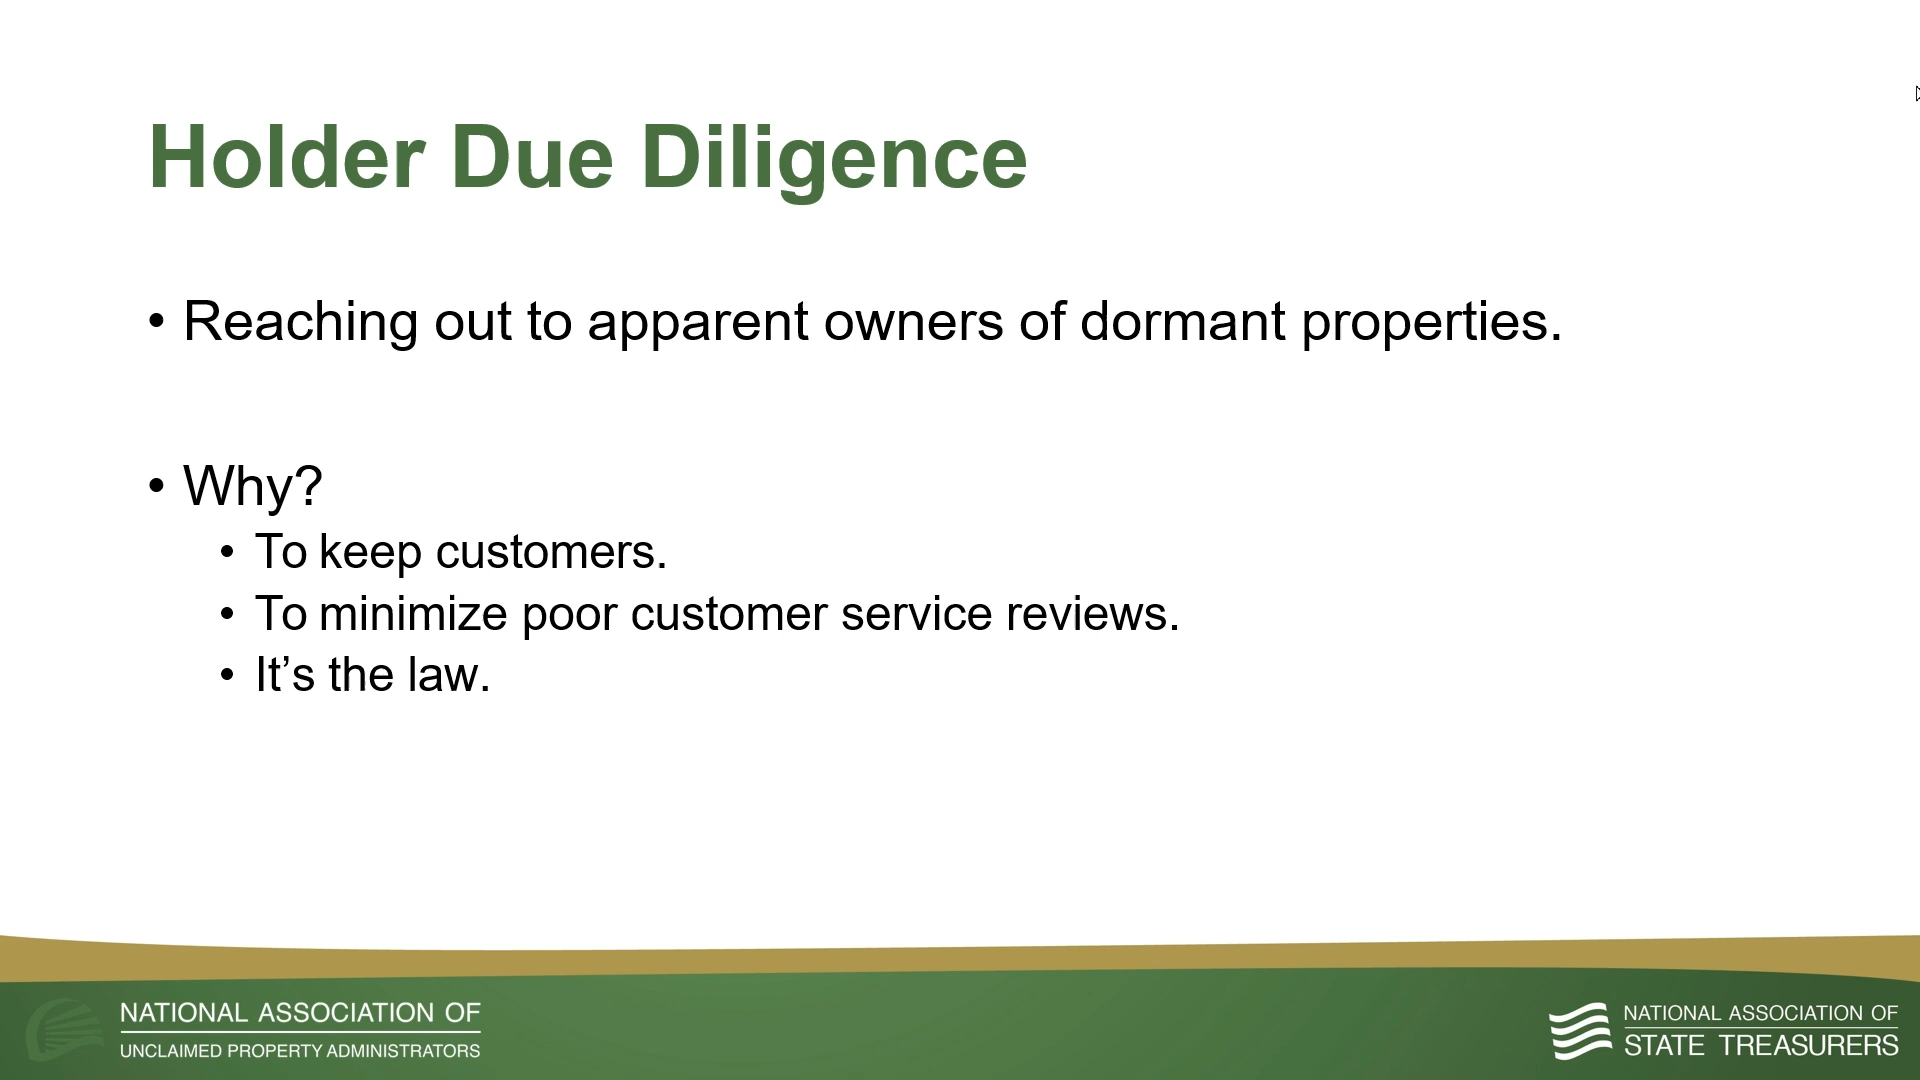 Holder Due Diligence
• Reaching out to apparent owners of dormant properties.
• Why?
• To keep customers.
• To minimize poor customer service reviews.
• It’s the law.
NATIONAL ASSOCIATION OF
UNCLAIMED PROPERTY ADMINISTRATORS
NATIONAL ASSOCIATION OF
STATE TREASURERS